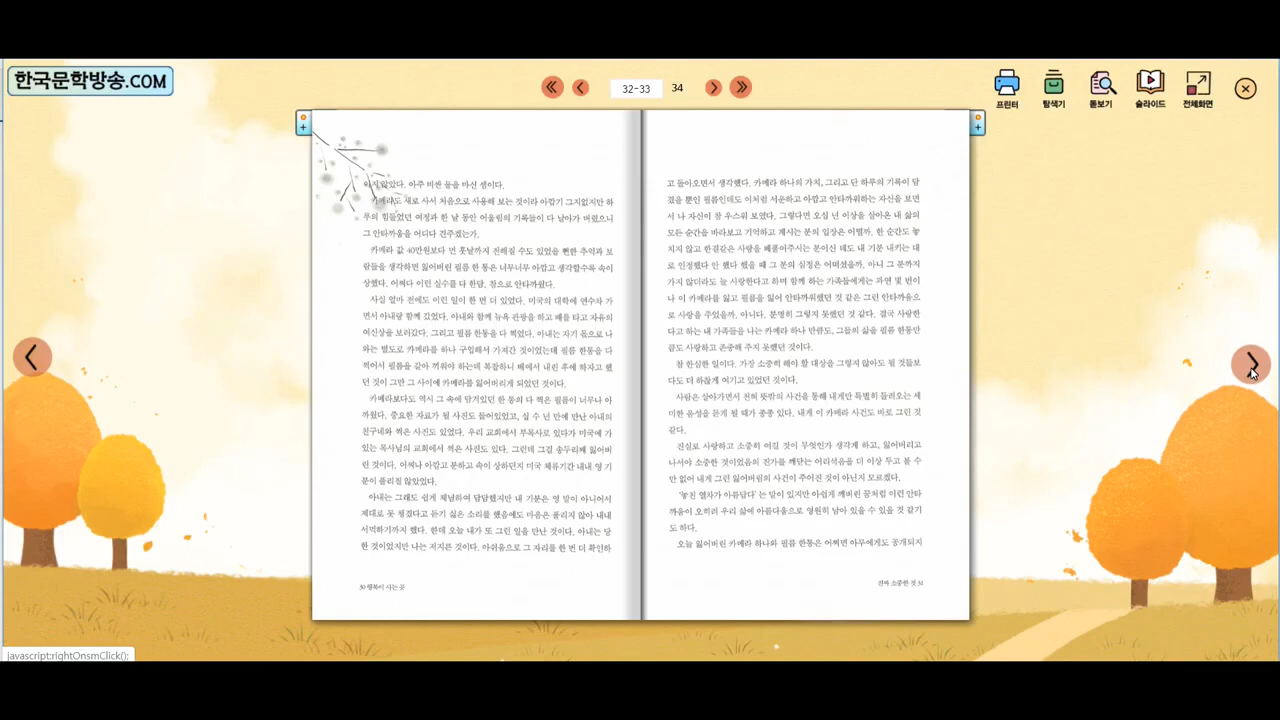 한국문학방송.COM
32-33
34
프린터
탐색기
돋보기
슬라이드
전체화면
있지 않았다. 아주 비싼 물을 마신 셈이다.
카메라도 새로 사서 처음으로 사용해 보는 것이라 아깝기 그지없지만 하
루의 힘들었던 여정과 한 날 동안 어울림의 기록들이 다 날아가 버렸으니
그 안타까움을 어디다 견주겠는가.
카메라 값 40만원보다 먼 훗날까지 전해질 수도 있었을 뻔한 추억과 보
람들을 생각하면 잃어버린 필름 한 통은 너무너무 아깝고 생각할수록 속이
상했다. 어쩌다 이런 실수를 다 한담, 참으로 안타까웠다.
사실 얼마 전에도 이런 일이 한 번 더 있었다. 미국의 대학에 연수차 가
면서 아내랑 함께 갔었다. 아내와 함께 뉴욕 관광을 하고 배를 타고 자유의
여신상을 보러갔다. 그리고 필름 한통을 다 찍었다. 아내는 자기 몫으로 나
와는 별도로 카메라를 하나 구입해서 가져간 것이었는데 필름 한통을 다
찍어서 필름을 갈아 끼워야 하는데 복잡하니 배에서 내린 후에 하자고 했
던 것이 그만 그 사이에 카메라를 잃어버리게 되었던 것이다.
카메라보다도 역시 그 속에 담겨있던 한 통의 다 찍은 필름이 너무나 아
까웠다. 중요한 자료가 될 사진도 들어있었고, 십 수 년 만에 만난 아내의
친구네와 찍은 사진도 있었다. 우리 교회에서 부목사로 있다가 미국에 가
있는 목사님의 교회에서 찍은 사진도 있다. 그런데 그걸 송두리째 잃어버
린 것이다. 어찌나 아깝고 분하고 속이 상하던지 미국 체류기간 내내 영 기
분이 풀리질 않았었다.
아내는 그래도 쉽게 체념하여 담담했지만 내 기분은 영 말이 아니어서
제대로 못 챙겼다고 듣기 싫은 소리를 했음에도 마음은 풀리지 않아 내내
서먹하기까지 했다. 한데 오늘 내가 또 그런 일을 만난 것이다. 아내는 당
한 것이었지만 나는 저지른 것이다. 아쉬움으로 그 자리를 한 번 더 확인하
30 행복이 사는 곳
고 돌아오면서 생각했다. 카메라 하나의 가치, 그리고 단 하루의 기록이 담
겼을 뿐인 필름인데도 이처럼 서운하고 아깝고 안타까워하는 자신을 보면
서 나 자신이 참 우스워 보였다. 그렇다면 오십 년 이상을 살아온 내 삶의
모든 순간을 바라보고 기억하고 계시는 분의 입장은 어떨까. 한 순간도 놓
치지 않고 한결같은 사랑을 베풀어주시는 분이신 데도 내 기분 내키는 대
로 인정했다 안 했다 했을 때 그 분의 심정은 어떠셨을까. 아니 그 분까지
가지 않더라도 늘 사랑한다고 하며 함께 하는 가족들에게는 과연 몇 번이
나 이 카메라를 잃고 필름을 잃어 안타까워했던 것 같은 그런 안타까움으
로 사랑을 주었을까. 아니다. 분명히 그렇지 못했던 것 같다. 결국 사랑한
다고 하는 내 가족들을 나는 카메라 하나 만큼도, 그들의 삶을 필름 한통만
큼도 사랑하고 존중해 주지 못했던 것이다.
참 한심한 일이다. 가장 소중히 해야 할 대상을 그렇지 않아도 될 것들보
다도 더 하찮게 여기고 있었던 것이다.
사람은 살아가면서 전혀 뜻밖의 사건을 통해 내게만 특별히 들려오는 세
미한 음성을 듣게 될 때가 종종 있다. 내게 이 카메라 사건도 바로 그런 것
같다.
진실로 사랑하고 소중히 여길 것이 무엇인가 생각게 하고, 잃어버리고
나서야 소중한 것이었음의 진가를 깨닫는 어리석음을 더 이상 두고 볼 수
만 없어 내게 그런 잃어버림의 사건이 주어진 것이 아닌지 모르겠다.
'놓친 열차가 아름답다' 는 말이 있지만 아쉽게 깨버린 꿈처럼 이런 안타
까움이 오히려 우리 삶에 아름다움으로 영원히 남아 있을 수 있을 것 같기
도 하다.
오늘 잃어버린 카메라 하나와 필름 한통은 어쩌면 아무에게도 공개되지
진짜 소중한 것 31
javascript:rightOnsmClick();